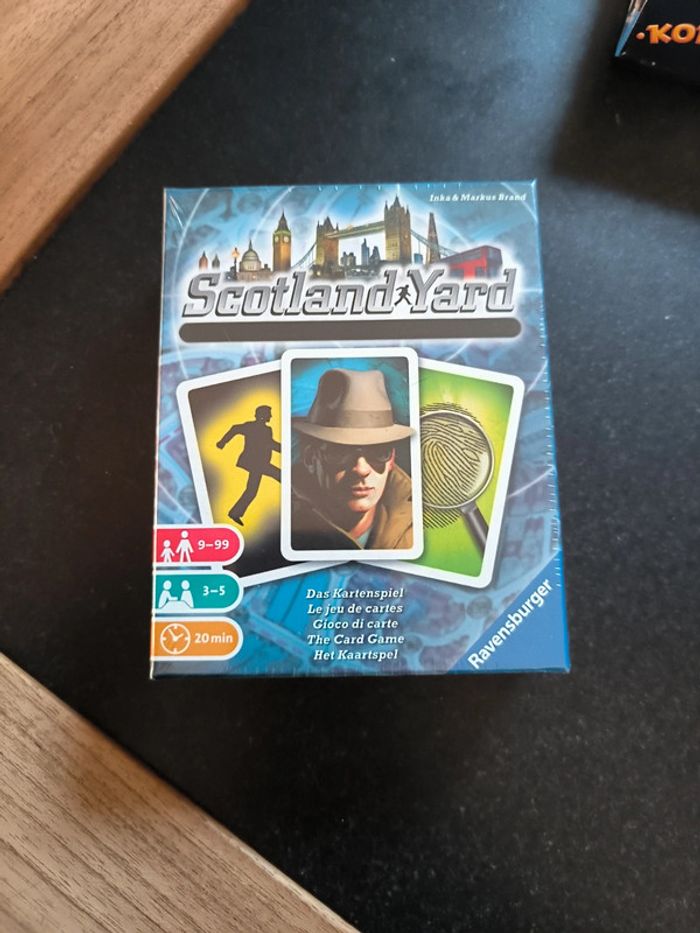 Inka & Markus Brand
Scotland Yard
9–99
3–5
20 min
Das Kartenspiel
Le jeu de cartes
Gioco di carte
The Card Game
Het Kaartspel
Ravensburger